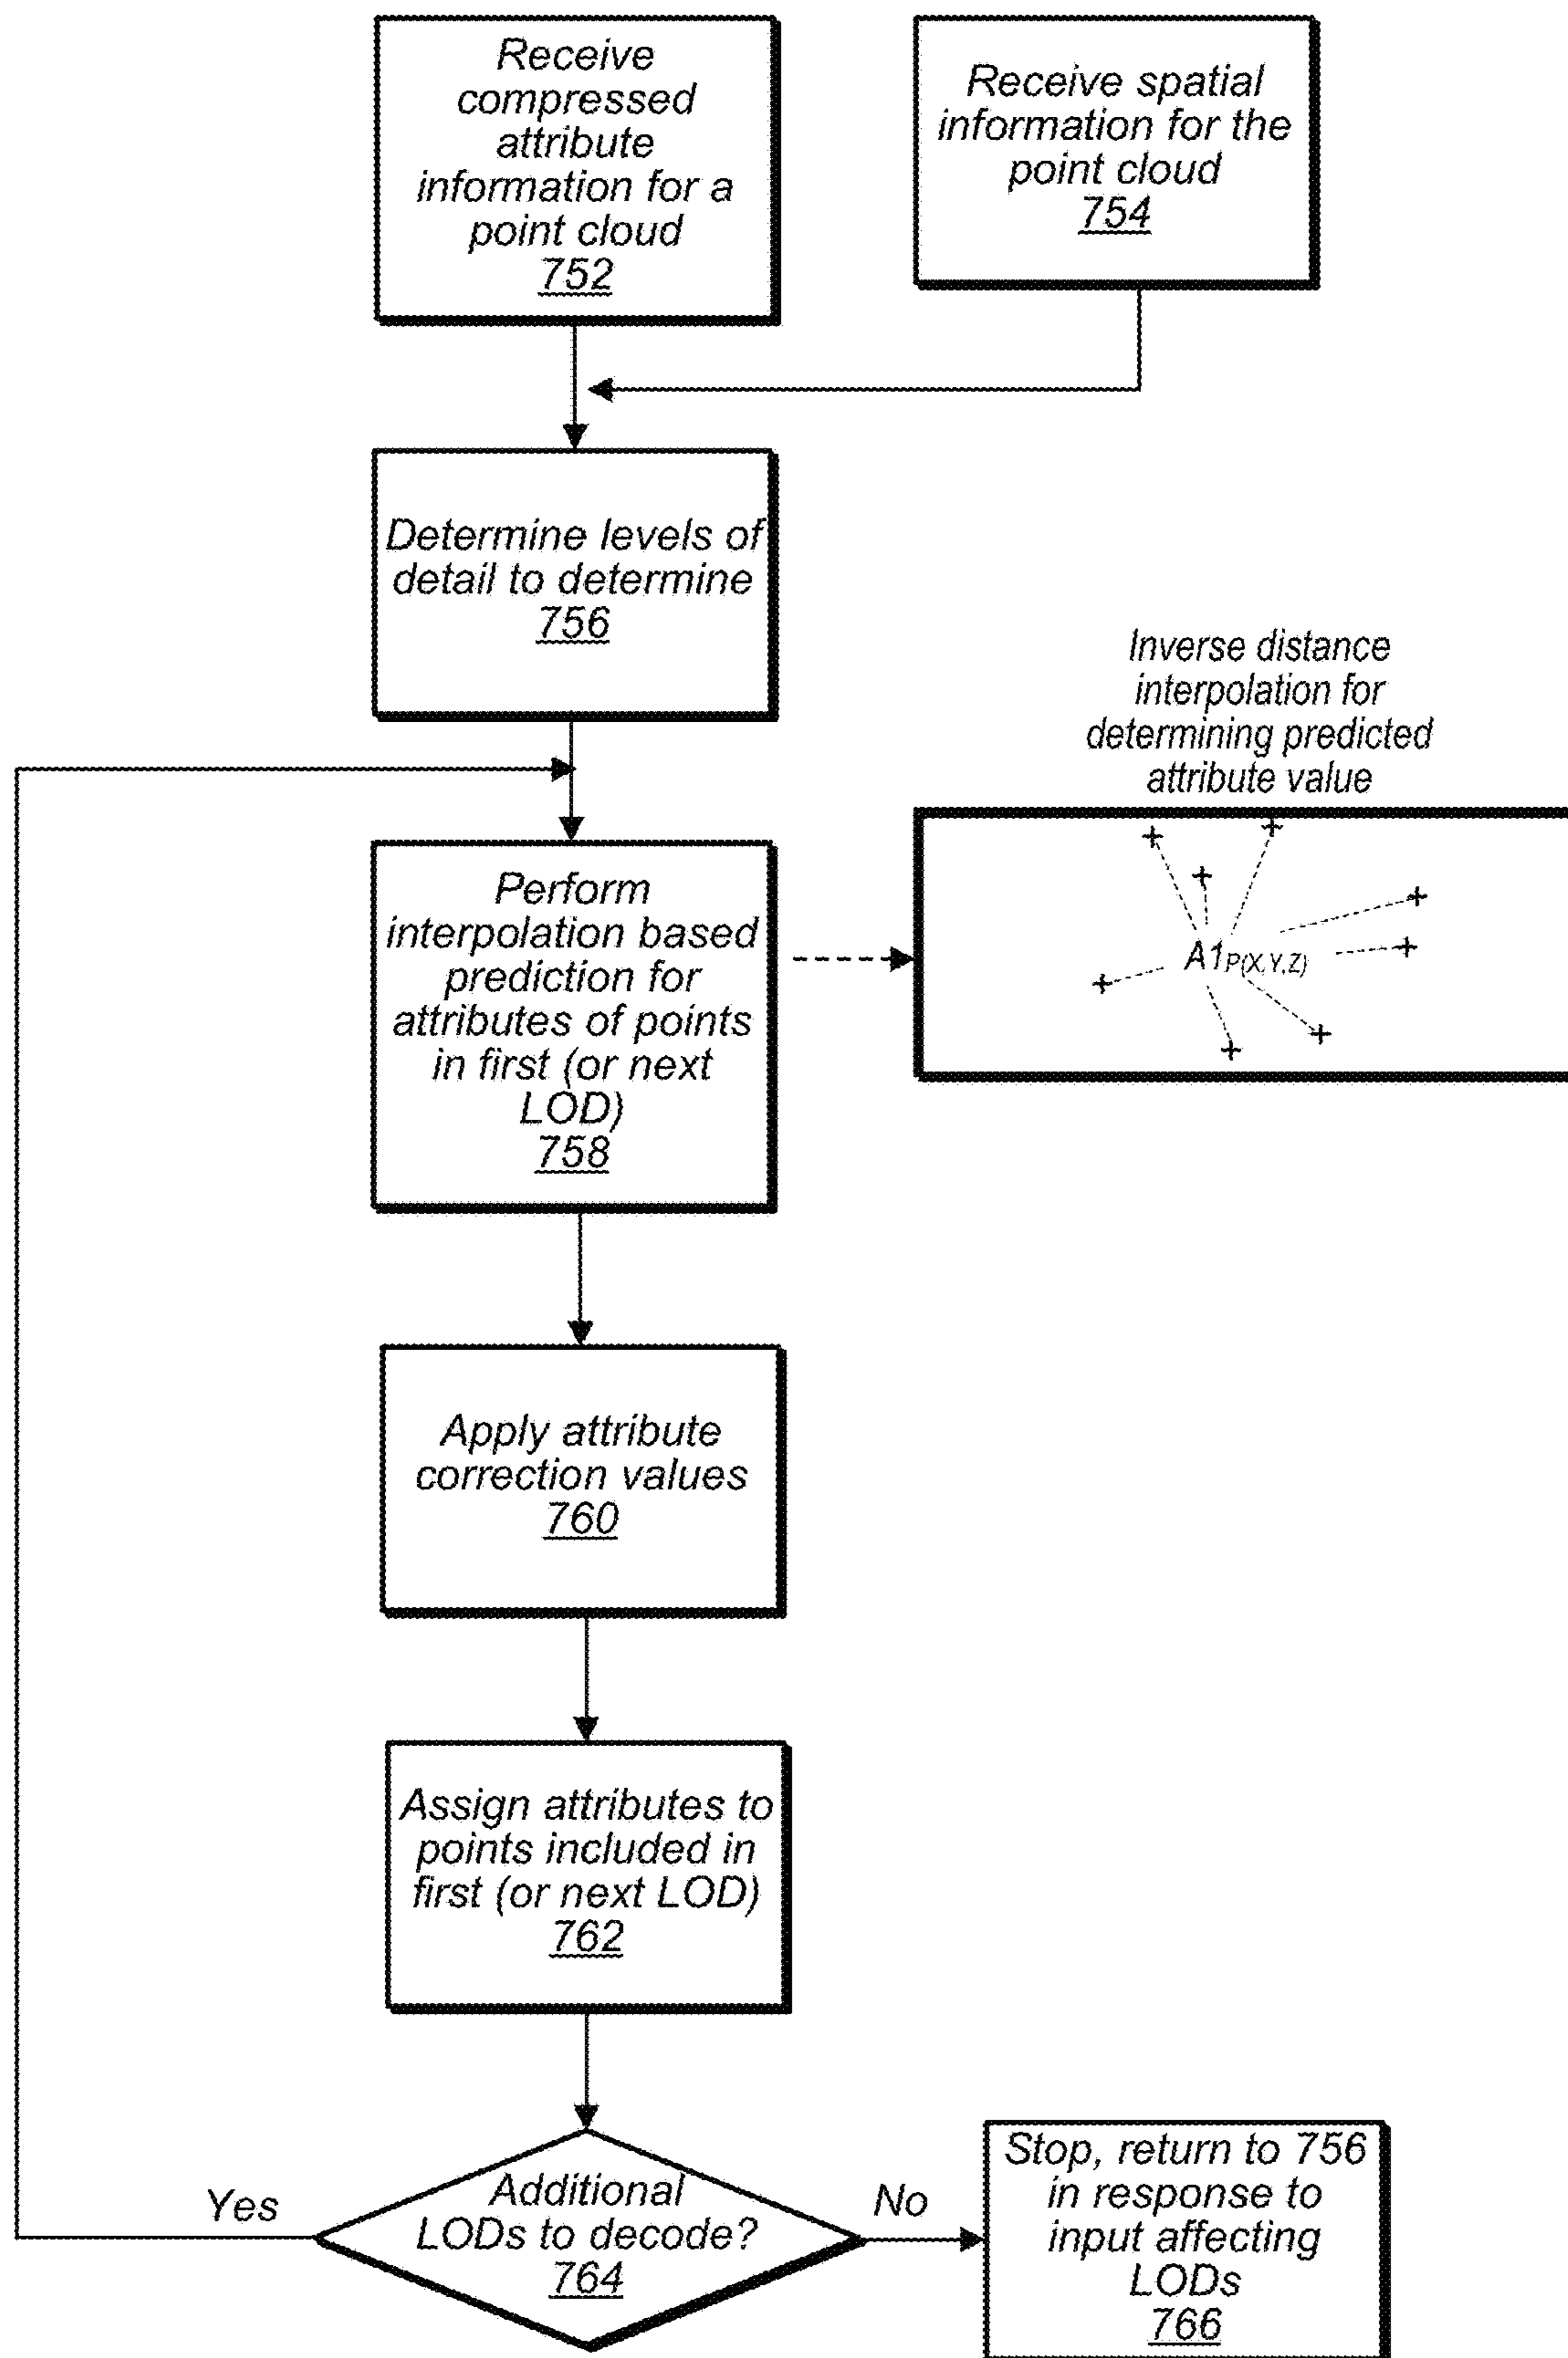 Receive
compressed
attribute
information for a
point cloud
752
Receive spatial
information for the
point cloud
754
Determine levels of
detail to determine
756
Inverse distance
interpolation for
determining predicted
attribute value
Perform
interpolation based
prediction for
attributes of points
in first (or next
LOD)
758
A1P(X,Y,Z)
Apply attribute
correction values
760
Assign attributes to
points included in
first (or next LOD)
762
Additional
LODs to decode?
764
Yes
No
Stop, return to 756
in response to
input affecting
LODs
766